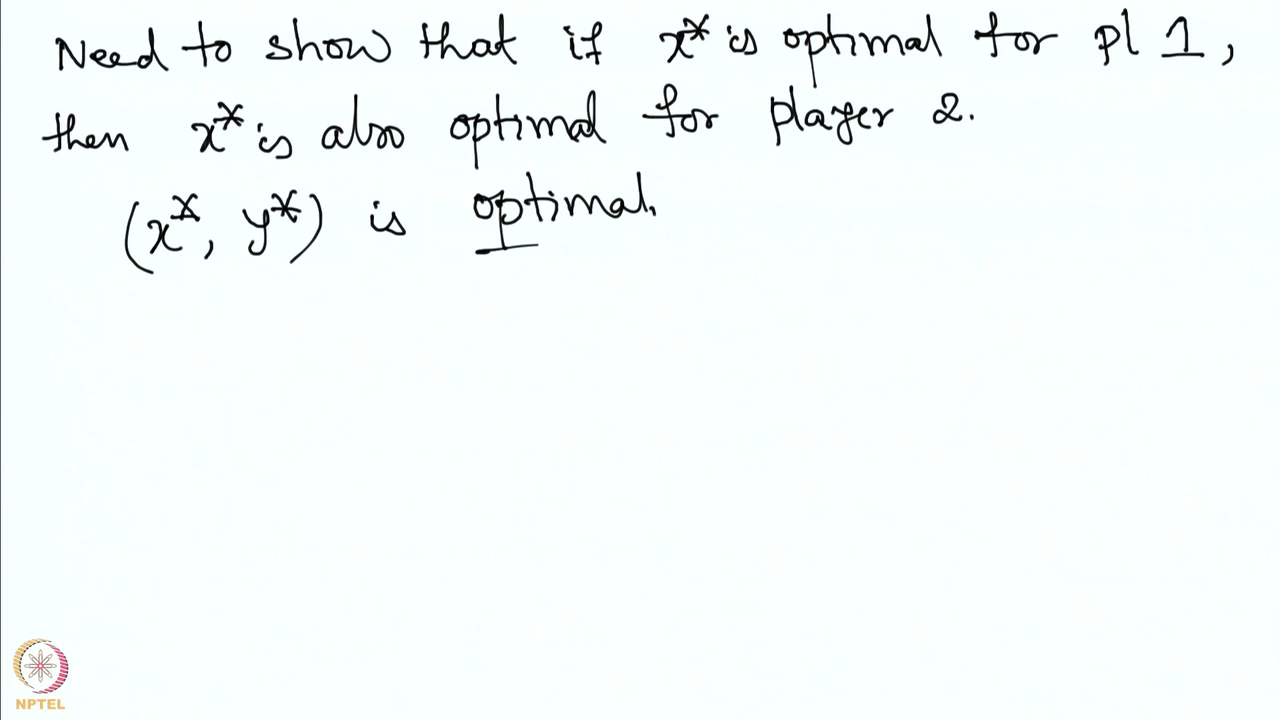 Need to show that if x* is optimal for pl 1,
then x* is also optimal for player 2.
(x*, y*) is optimal.
NPTEL